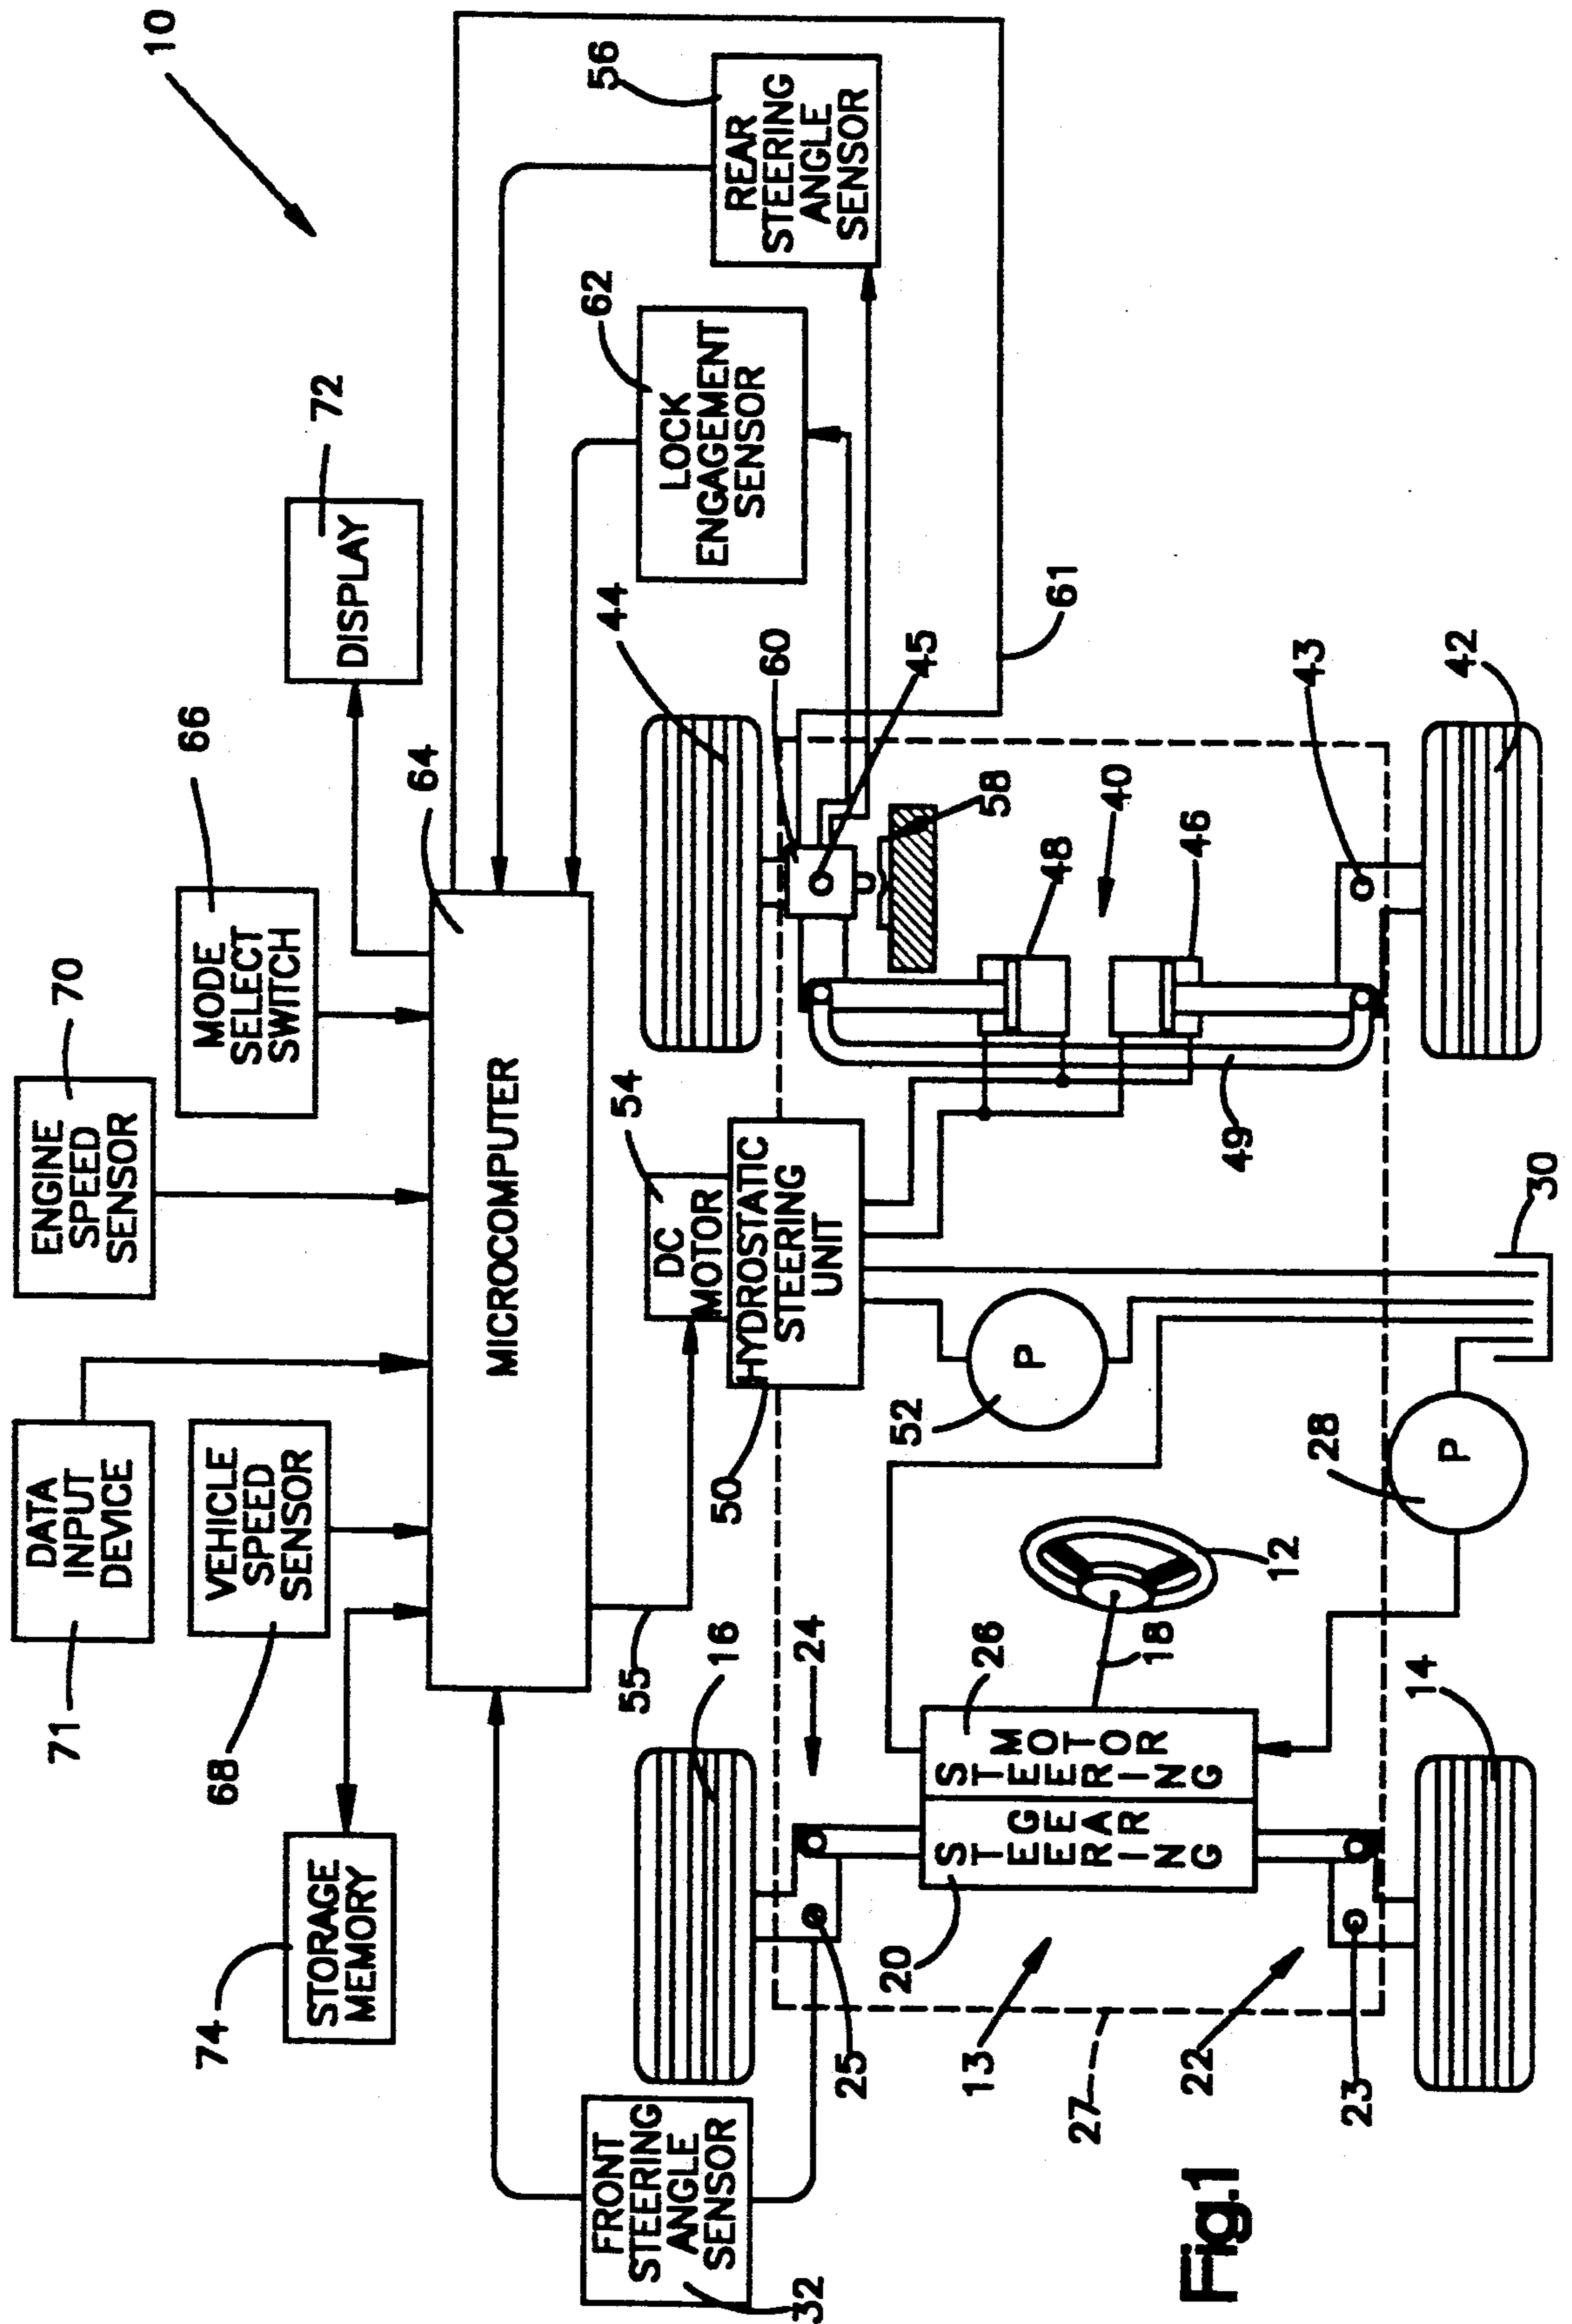 10
70
ENGINE
SPEED
SENSOR
71
DATA
INPUT
DEVICE
66
MODE
SELECT
SWITCH
72
DISPLAY
68
VEHICLE
SPEED
SENSOR
74
STORAGE
MEMORY
64
MICROCOMPUTER
56
REAR
STEERING
ANGLE
SENSOR
62
LOCK
ENGAGEMENT
SENSOR
32
FRONT
STEERING
ANGLE
SENSOR
55
54
DC
MOTOR
50
HYDROSTATIC
STEERING
UNIT
16
24
44
60
45
61
58
25
20
STEERING
GEAR
26
STEERING
MOTOR
18
12
52
P
48
40
46
49
43
42
13
22
27
23
14
28
P
30
Fig.1